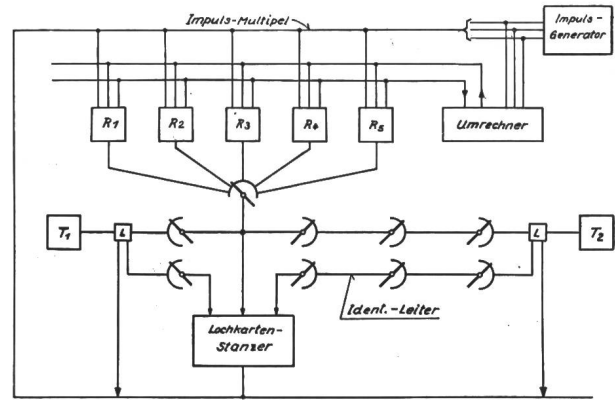 Impuls-Multipel
Impuls-
Generator
R1
R2
R3
R4
R5
Umrechner
T1
L
L
T2
Ident.-Leiter
Lochkarten-
Stanzer